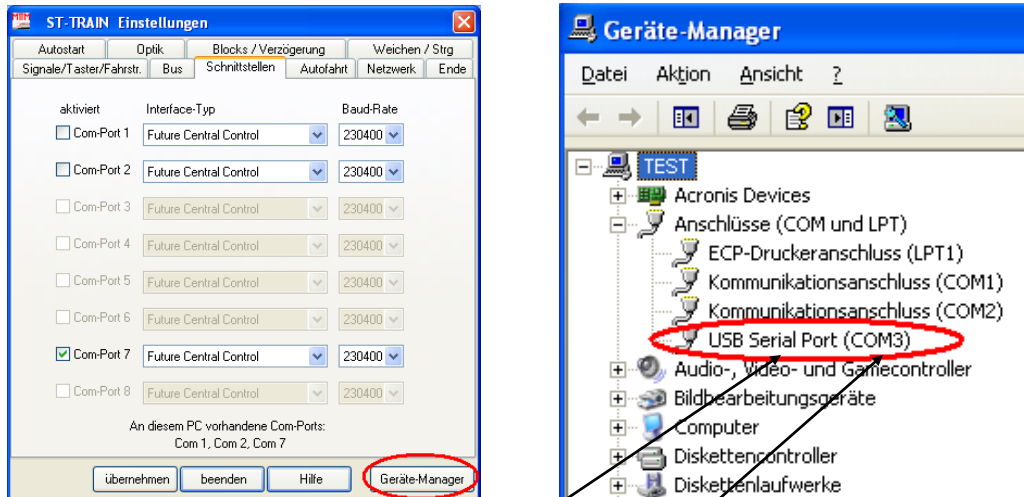 ST-TRAIN Einstellungen
Autostart Optik Blocks / Verzögerung Weichen / Strg
Signale/Taster/Fahrstr. Bus Schnittstellen Autofahrt Netzwerk Ende
aktiviert Interface-Typ Baud-Rate
Com-Port 1 Future Central Control 230400
Com-Port 2 Future Central Control 230400
Com-Port 3 Future Central Control 230400
Com-Port 4 Future Central Control 230400
Com-Port 5 Future Central Control 230400
Com-Port 6 Future Central Control 230400
Com-Port 7 Future Central Control 230400
Com-Port 8 Future Central Control 230400
An diesem PC vorhandene Com-Ports:
Com 1, Com 2, Com 7
übernehmen beenden Hilfe Geräte-Manager
Geräte-Manager
Datei Aktion Ansicht ?
TEST
Acronis Devices
Anschlüsse (COM und LPT)
ECP-Druckeranschluss (LPT1)
Kommunikationsanschluss (COM1)
Kommunikationsanschluss (COM2)
USB Serial Port (COM3)
Audio-, Video- und Gamecontroller
Bildbearbeitungsgeräte
Computer
Diskettencontroller
Diskettenlaufwerke